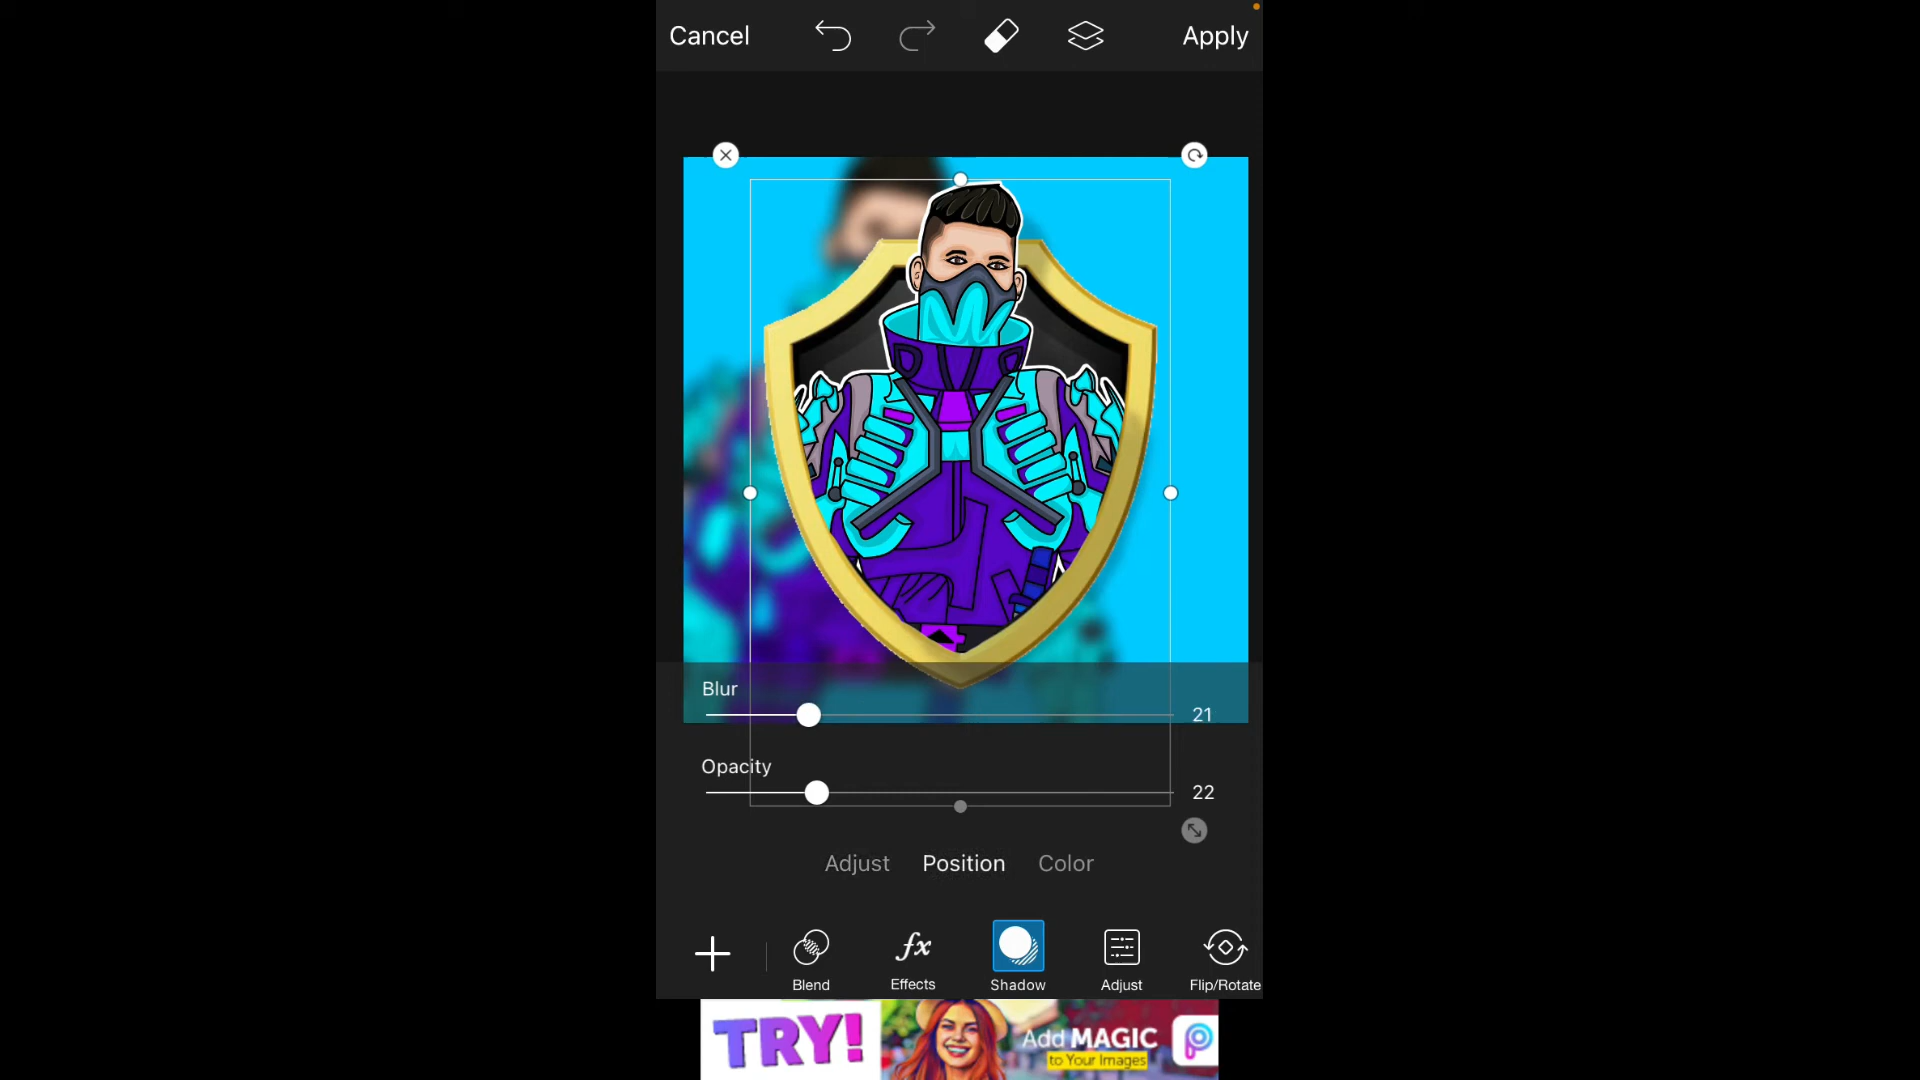 Cancel
Apply
Blur
21
Opacity
22
Adjust Position Color
Blend
fx
Effects
Shadow
Adjust
Flip/Rotate
TRY!
Add MAGIC
to Your Images